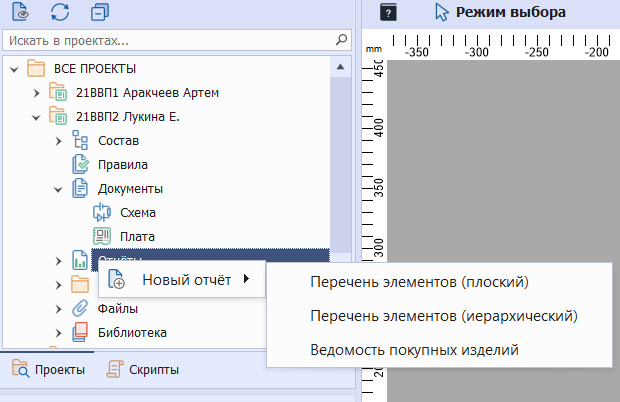 Режим выбора
Искать в проектах...
mm
-350
-300
-250
-200
ВСЕ ПРОЕКТЫ
21ВВП1 Аракчеев Артем
21ВВП2 Лукина Е.
Состав
Правила
Документы
Схема
Плата
Отчёты
Новый отчёт
Файлы
Библиотека
Перечень элементов (плоский)
Перечень элементов (иерархический)
Ведомость покупных изделий
450
400
350
300
Проекты
Скрипты